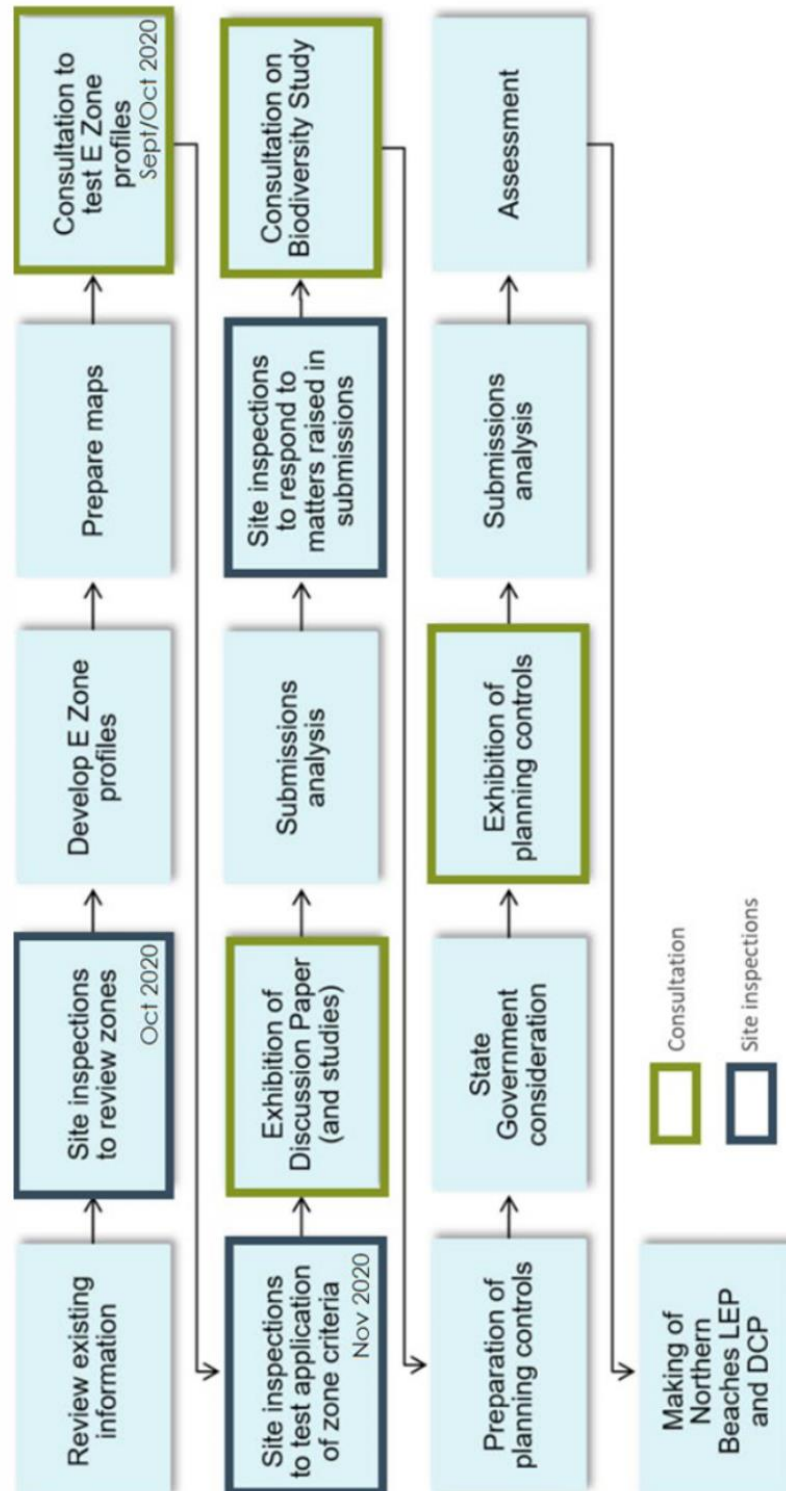 Review existing
information
Site inspections
to review zones
Oct 2020
Develop E Zone
profiles
Prepare maps
Consultation to
test E Zone
profiles
Sept/Oct 2020
Site inspections
to test application
of zone criteria
Nov 2020
Exhibition of
Discussion Paper
(and studies)
Submissions
analysis
Site inspections
to respond to
matters raised in
submissions
Consultation on
Biodiversity Study
Preparation of
planning controls
State
Government
consideration
Exhibition of
planning controls
Submissions
analysis
Assessment
Making of
Northern
Beaches LEP
and DCP
Consultation
Site inspections